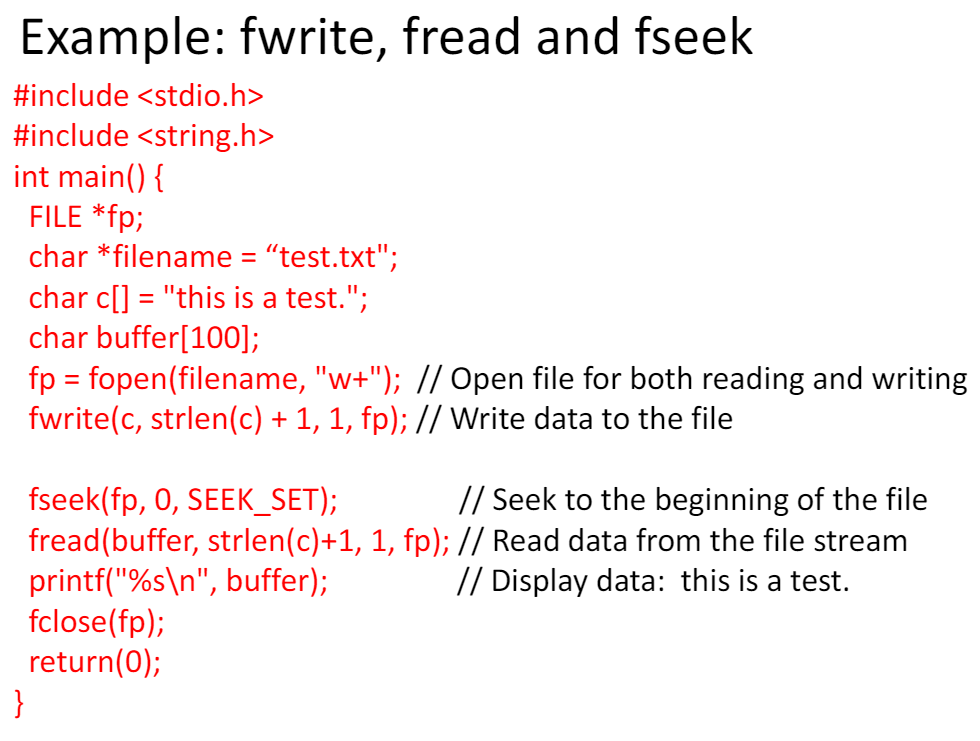 Example: fwrite, fread and fseek
#include <stdio.h>
#include <string.h>
int main() {
FILE *fp;
char *filename = “test.txt";
char c[] = "this is a test.";
char buffer[100];
fp = fopen(filename, "w+"); // Open file for both reading and writing
fwrite(c, strlen(c) + 1, 1, fp); // Write data to the file
fseek(fp, 0, SEEK_SET); // Seek to the beginning of the file
fread(buffer, strlen(c)+1, 1, fp); // Read data from the file stream
printf("%s\n", buffer); // Display data: this is a test.
fclose(fp);
return(0);
}